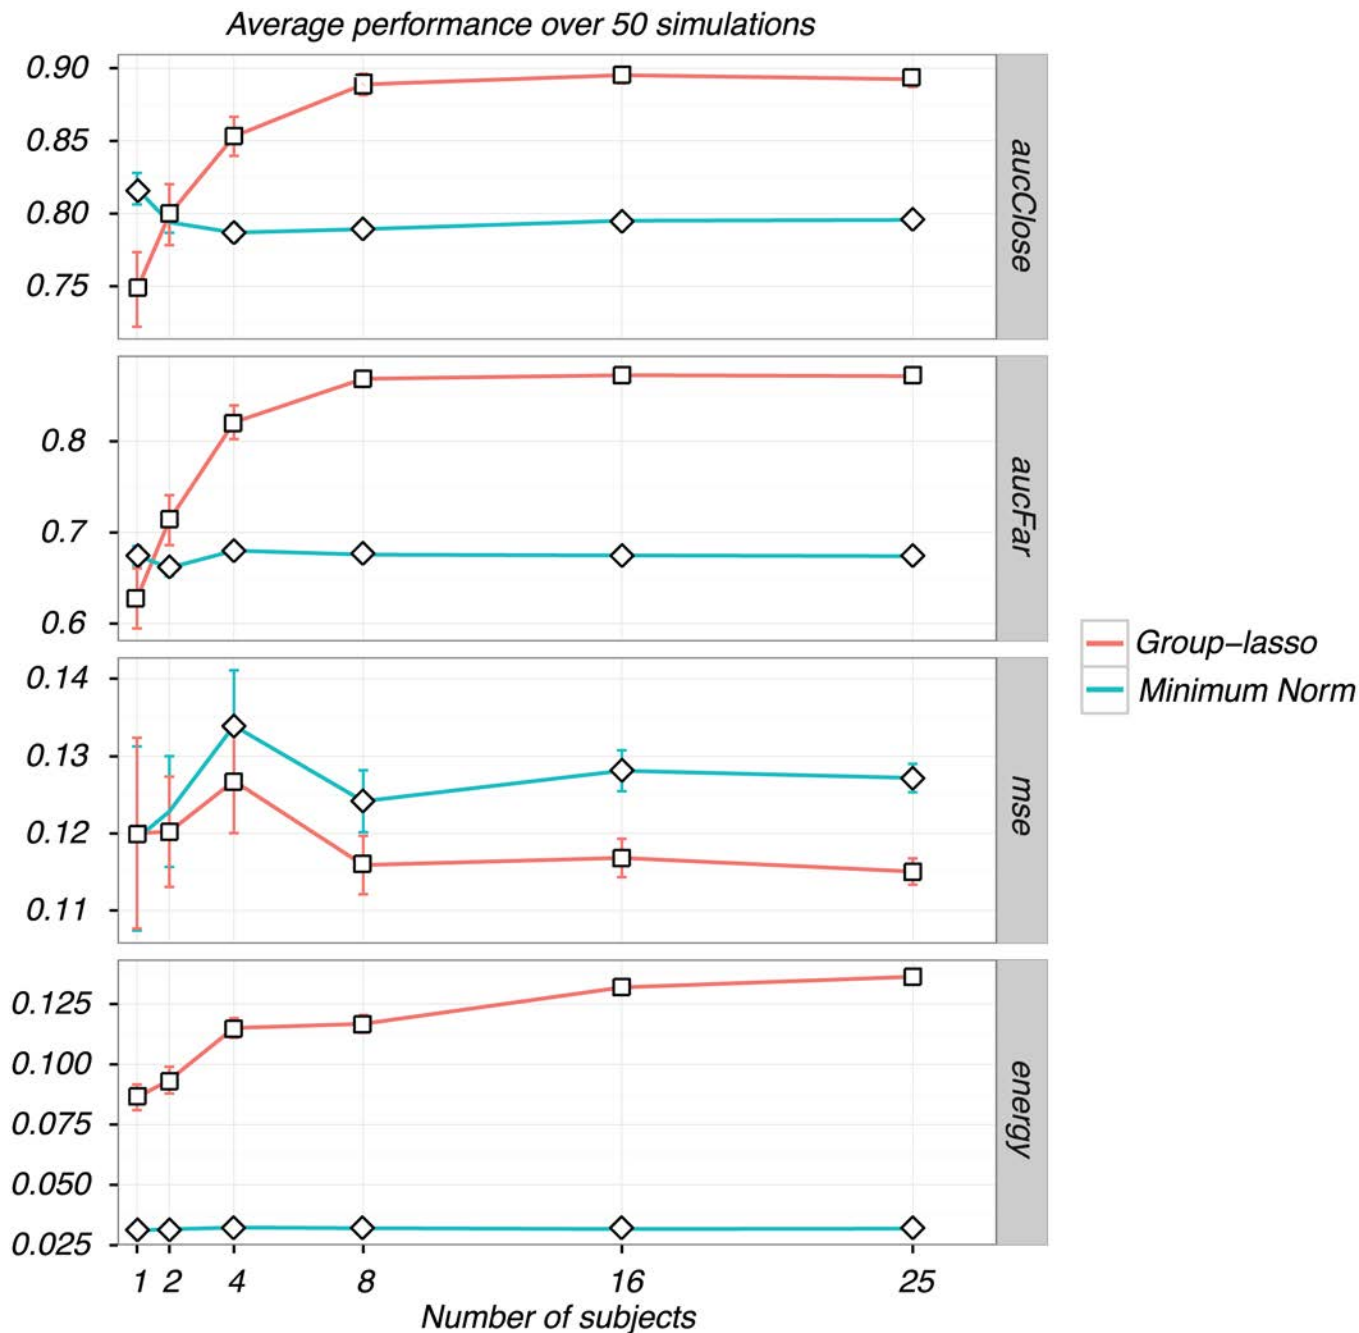 Average performance over 50 simulations
0.90
0.85
0.80
0.75
aucClose
0.8
0.7
0.6
aucFar
0.14
0.13
0.12
0.11
mse
0.125
0.100
0.075
0.050
0.025
energy
1 2 4 8 16 25
Number of subjects
Group-lasso
Minimum Norm